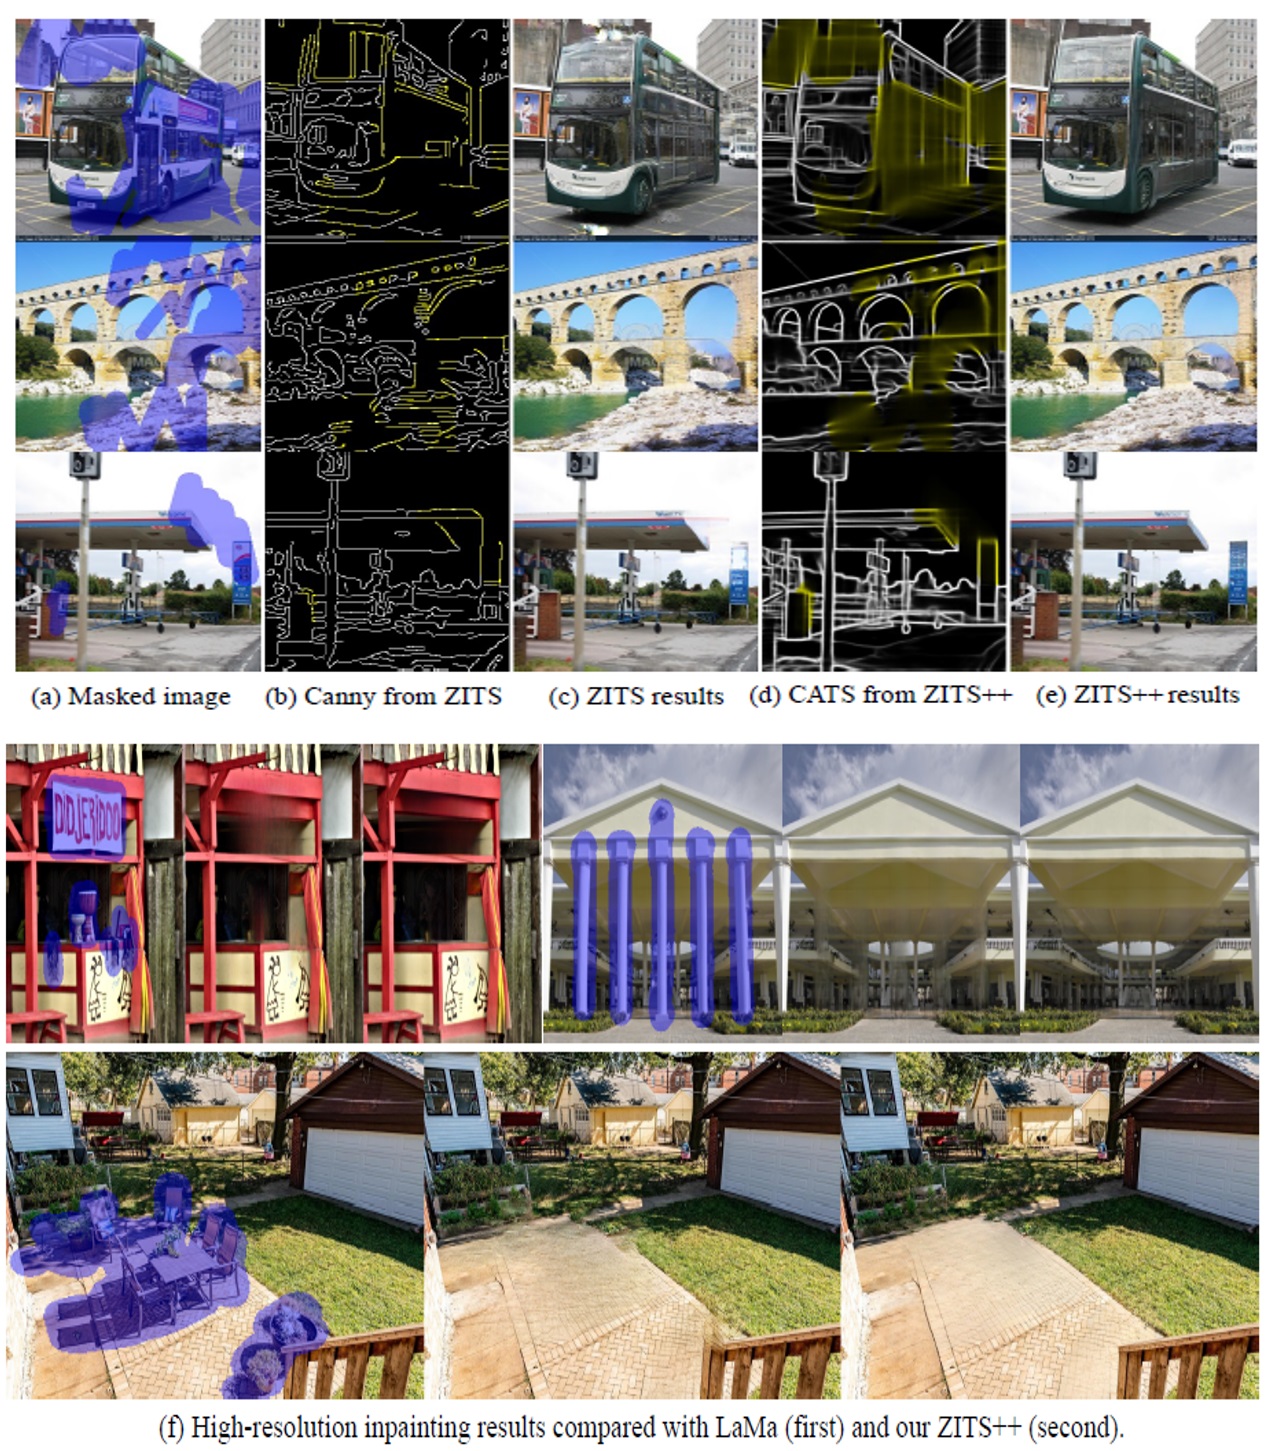 (a) Masked image (b) Canny from ZITS (c) ZITS results (d) CATS from ZITS++ (e) ZITS++ results
DIDJERIDOO
(f) High-resolution inpainting results compared with LaMa (first) and our ZITS++ (second).